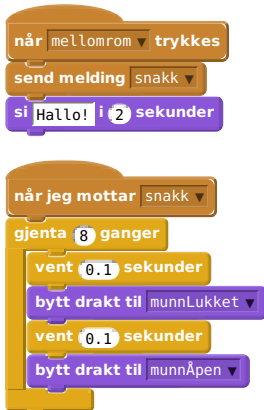 når mellomrom trykkes
send melding snakk
si Hallo! i 2 sekunder
når jeg mottar snakk
gjenta 8 ganger
vent 0.1 sekunder
bytt drakt til munnLukket
vent 0.1 sekunder
bytt drakt til munnÅpen